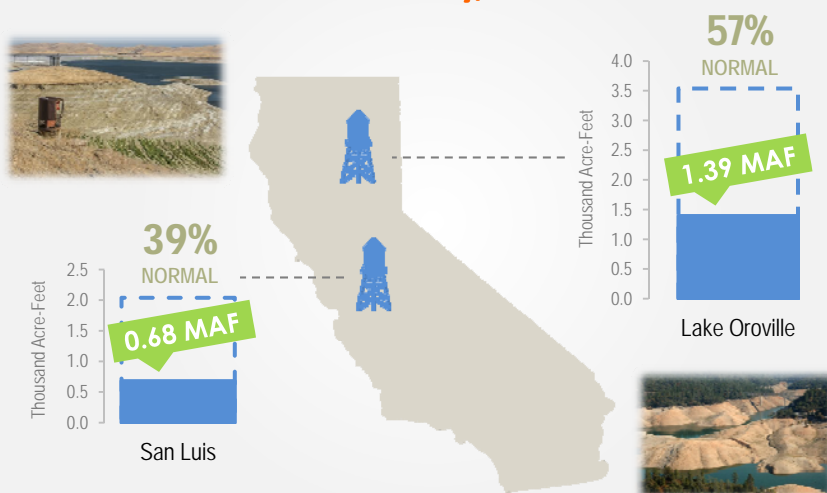 57%
NORMAL
4.0
3.5
3.0
2.5
2.0
1.5
1.0
0.5
0.0
Thousand Acre-Feet
1.39 MAF
Lake Oroville
39%
NORMAL
2.5
2.0
1.5
1.0
0.5
0.0
Thousand Acre-Feet
0.68 MAF
San Luis